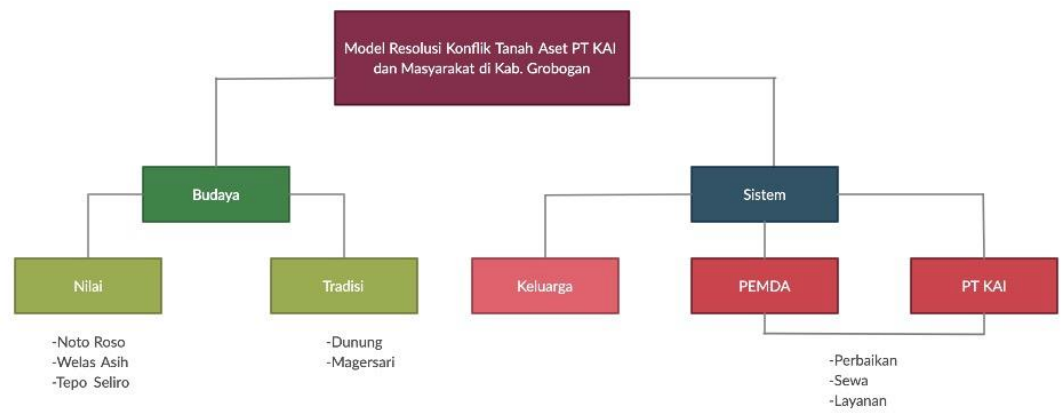 Model Resolusi Konflik Tanah Aset PT KAI
dan Masyarakat di Kab. Grobogan
Budaya
Sistem
Nilai
Tradisi
Keluarga
PEMDA
PT KAI
-Noto Roso
-Welas Asih
-Tepo Seliro
-Dunung
-Magersari
-Perbaikan
-Sewa
-Layanan